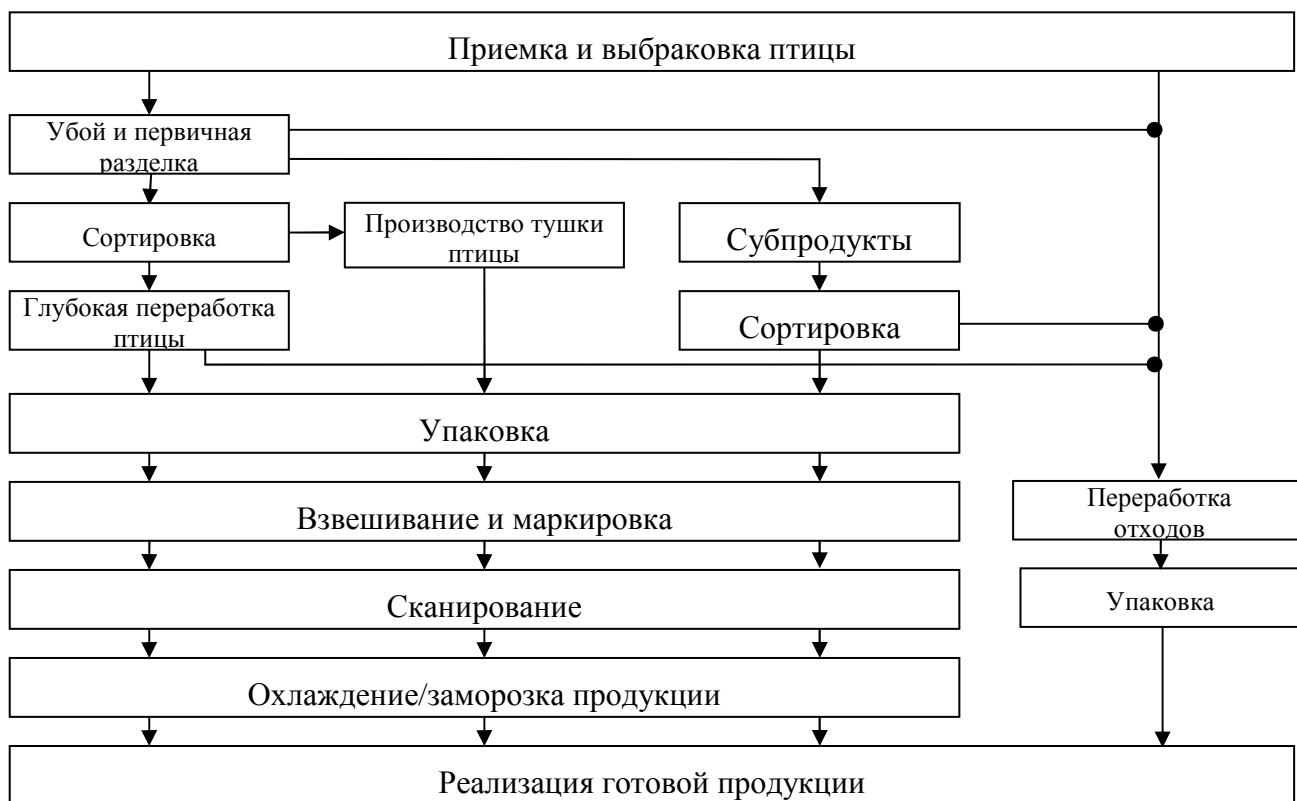 Приемка и выбраковка птицы
Убой и первичная
разделка
Сортировка
Производство тушки
птицы
Субпродукты
Глубокая переработка
птицы
Сортировка
Упаковка
Взвешивание и маркировка
Переработка
отходов
Сканирование
Упаковка
Охлаждение/заморозка продукции
Реализация готовой продукции